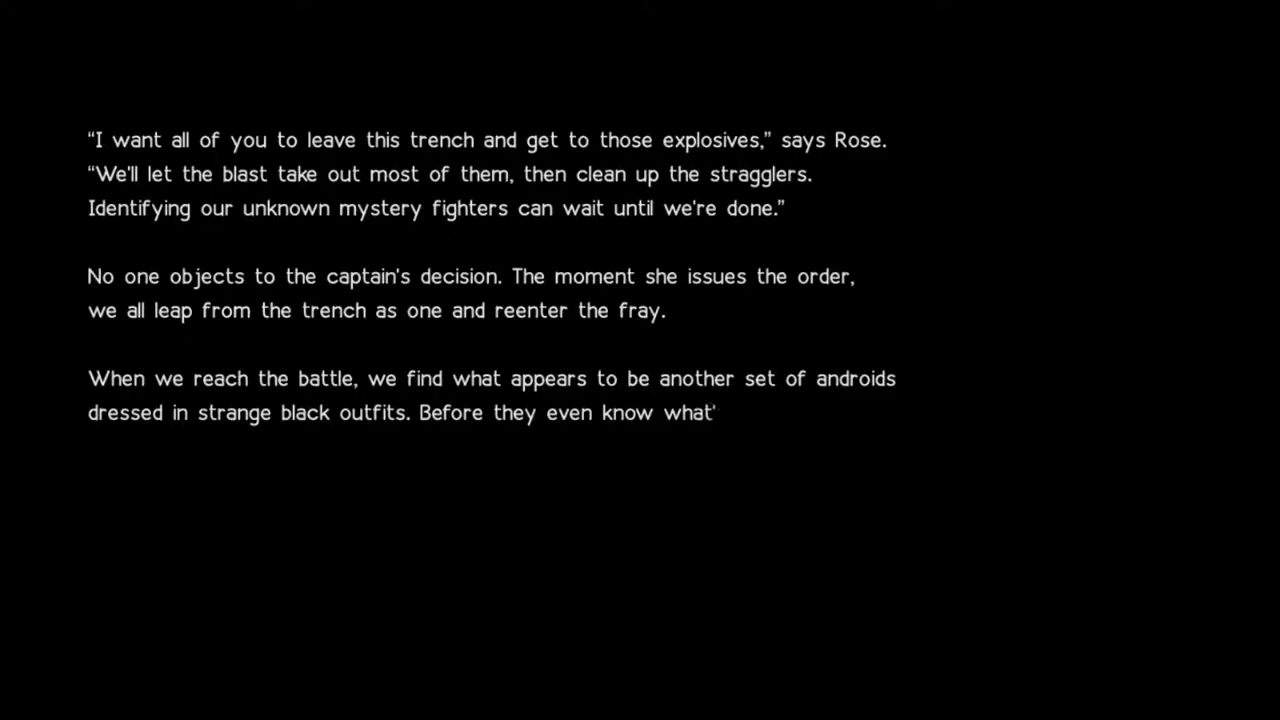 “I want all of you to leave this trench and get to those explosives,” says Rose.
“We'll let the blast take out most of them, then clean up the stragglers.
Identifying our unknown mystery fighters can wait until we're done.”
No one objects to the captain's decision. The moment she issues the order,
we all leap from the trench as one and reenter the fray.
When we reach the battle, we find what appears to be another set of androids
dressed in strange black outfits. Before they even know what'